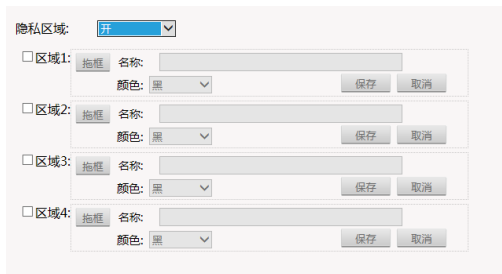 隐私区域: 开
区域1: 拖框 名称:
颜色: 黑 保存 取消
区域2: 拖框 名称:
颜色: 黑 保存 取消
区域3: 拖框 名称:
颜色: 黑 保存 取消
区域4: 拖框 名称:
颜色: 黑 保存 取消